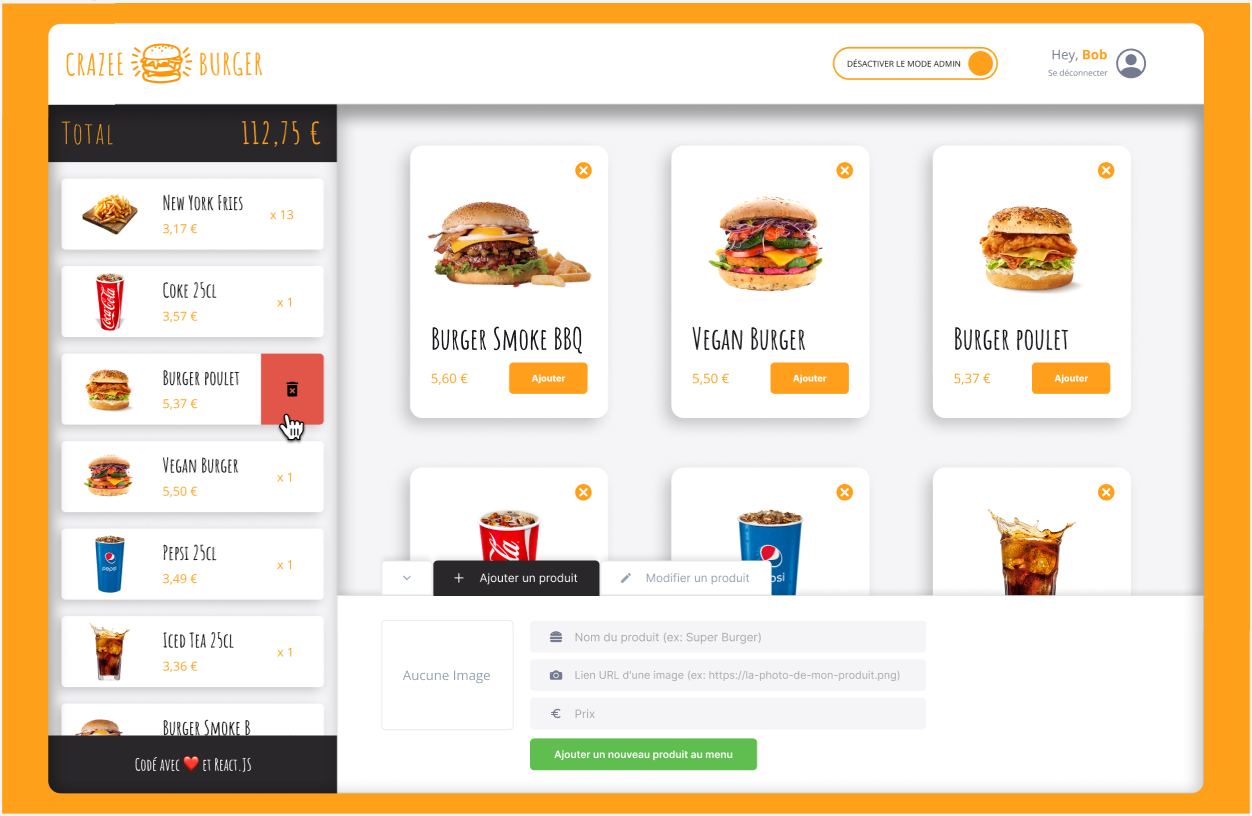 CRAZEE BURGER
DÉSACTIVER LE MODE ADMIN
Hey, Bob
Se déconnecter
Total 112,75 €
New York Fries
3,17 €
x 13
Coke 25cl
3,57 €
x 1
Coca-Cola
Burger poulet
5,37 €
Vegan Burger
5,50 €
x 1
Pepsi 25cl
3,49 €
x 1
pepsi
Iced Tea 25cl
3,36 €
x 1
Burger Smoke B
Codé avec ❤️ et React.JS
Burger Smoke BBQ
5,60 €
Ajouter
Vegan Burger
5,50 €
Ajouter
Burger poulet
5,37 €
Ajouter
la
psi
+ Ajouter un produit
Modifier un produit
Aucune Image
Nom du produit (ex: Super Burger)
Lien URL d'une image (ex: https://la-photo-de-mon-produit.png)
€ Prix
Ajouter un nouveau produit au menu